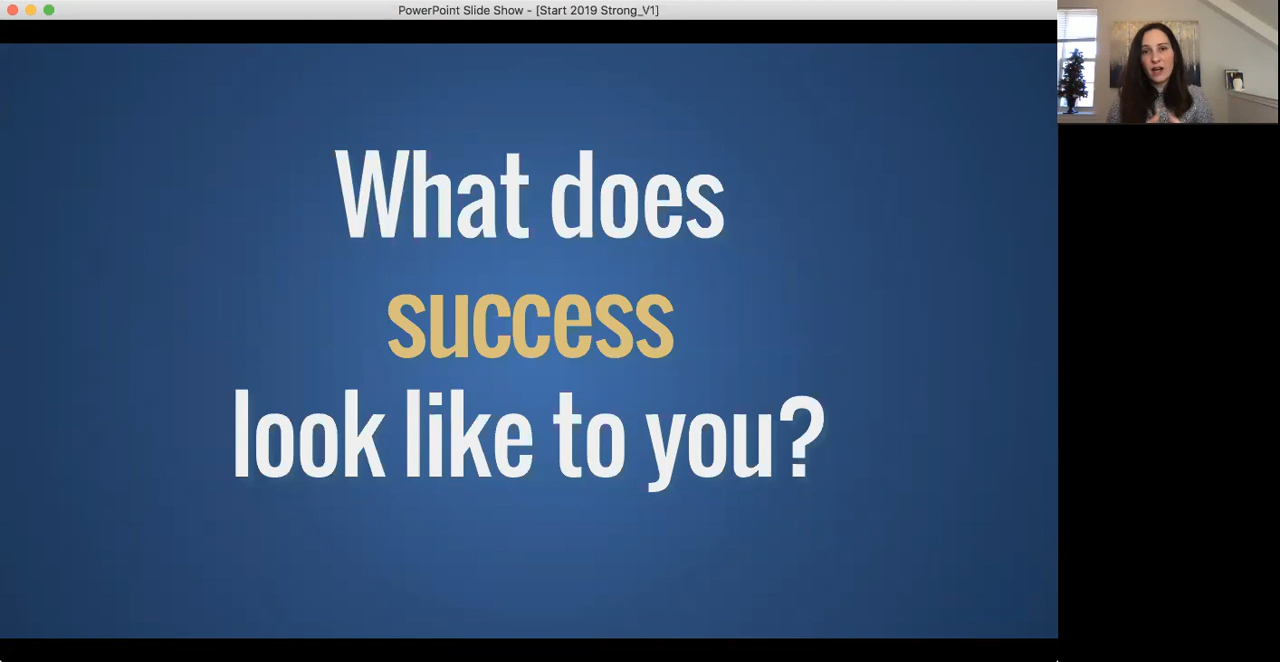 PowerPoint Slide Show - [Start 2019 Strong_V1]
What does
success
look like to you?